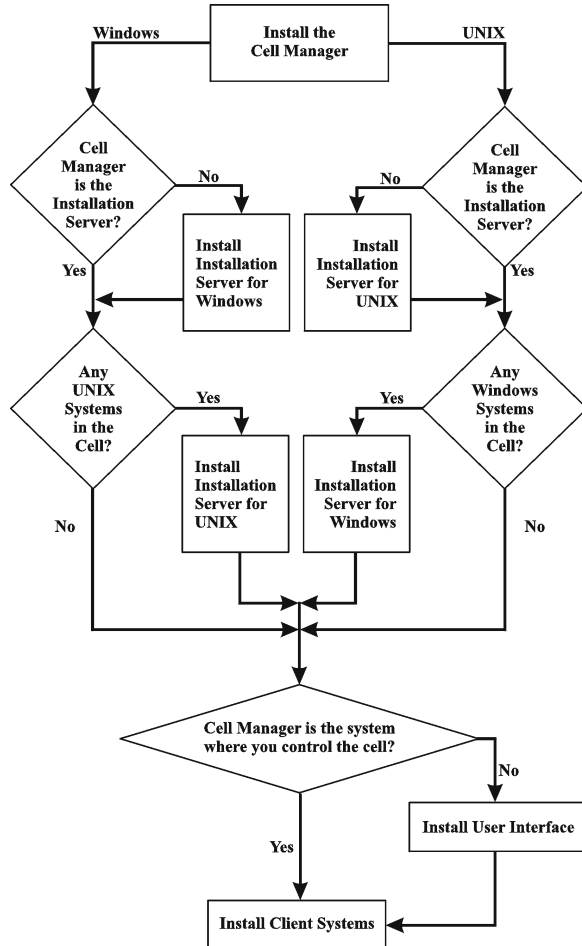 Windows
Install the
Cell Manager
UNIX
Cell
Manager
is the
Installation
Server?
Cell
Manager
is the
Installation
Server?
No
No
Install
Installation
Server for
Windows
Install
Installation
Server for
UNIX
Yes
Yes
Any
UNIX
Systems
in the
Cell?
Any
Windows
Systems
in the
Cell?
Yes
Yes
Install
Installation
Server for
UNIX
Install
Installation
Server for
Windows
No
No
Cell Manager is the system
where you control the cell?
No
Install User Interface
Yes
Install Client Systems